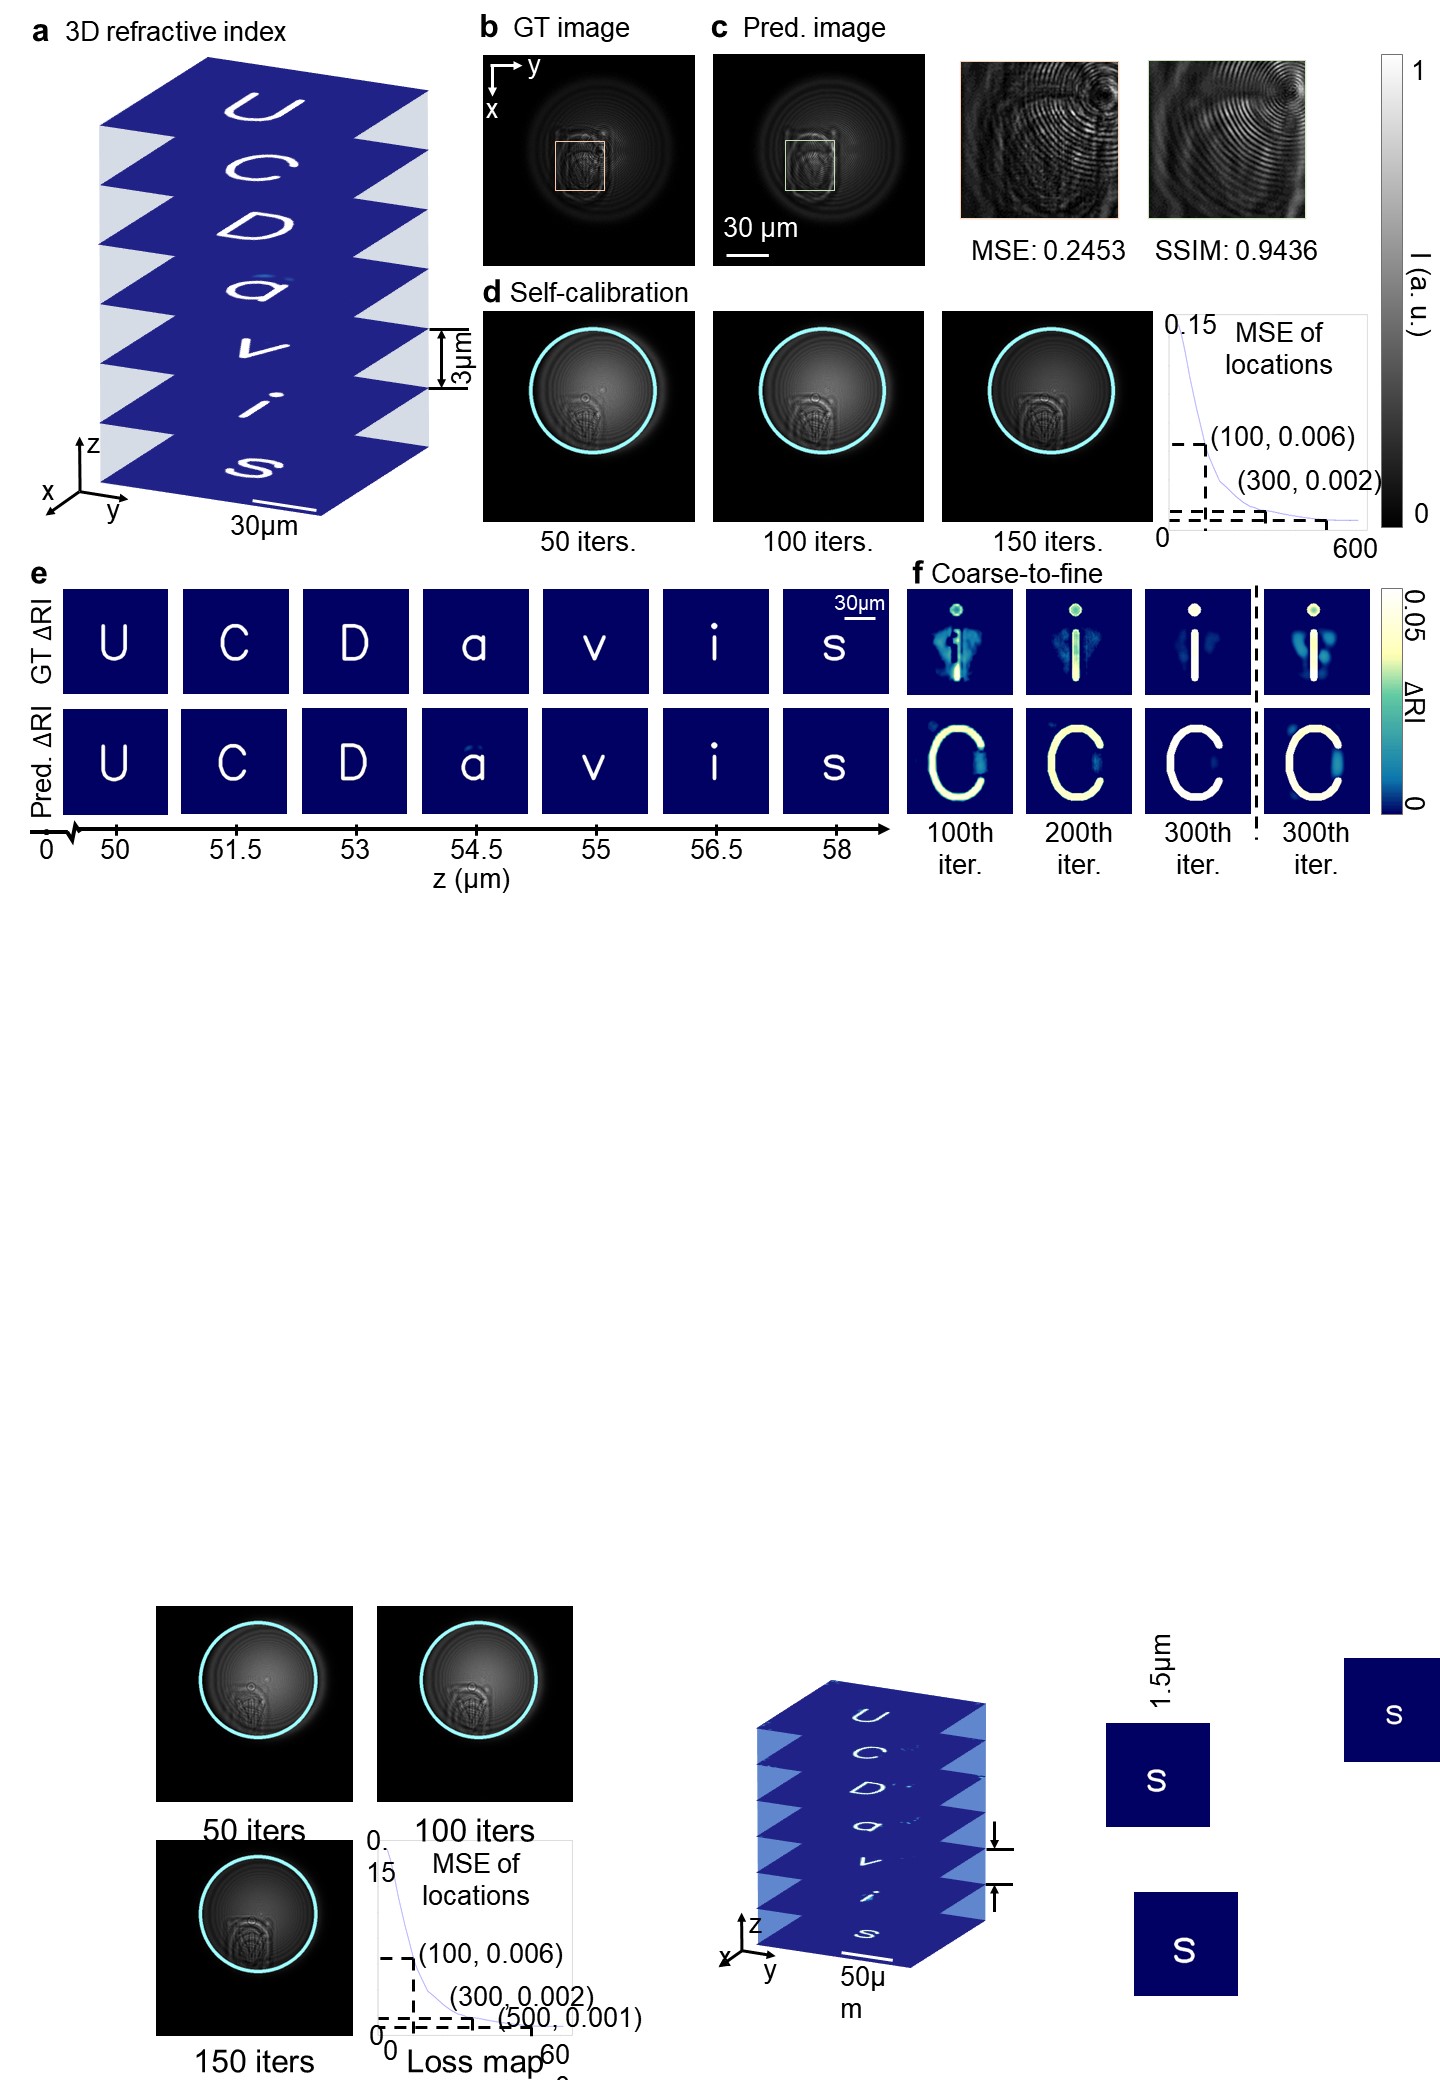 a 3D refractive index
U
C
D
a
v
i
s
3μm
z
x
y
30μm
b GT image
y
x
c Pred. image
30 μm
MSE: 0.2453
SSIM: 0.9436
1
I (a. u.)
0
d Self-calibration
50 iters.
100 iters.
150 iters.
0.15
MSE of
locations
(100, 0.006)
(300, 0.002)
0
600
e
GT ΔRI
U
C
D
a
v
i
s
30μm
Pred. ΔRI
U
C
D
a
v
i
s
0
50
51.5
53
54.5
55
56.5
58
z (μm)
f Coarse-to-fine
i
i
i
i
C
C
C
C
100th
iter.
200th
iter.
300th
iter.
300th
iter.
0.05
ΔRI
0
50 iters
100 iters
150 iters
0.
15
MSE of
locations
(100, 0.006)
(300, 0.002)
(500, 0.001)
0
0
Loss map
60
0
U
C
D
a
v
i
s
z
x
y
50μ
m
1.5μm
s
s
s